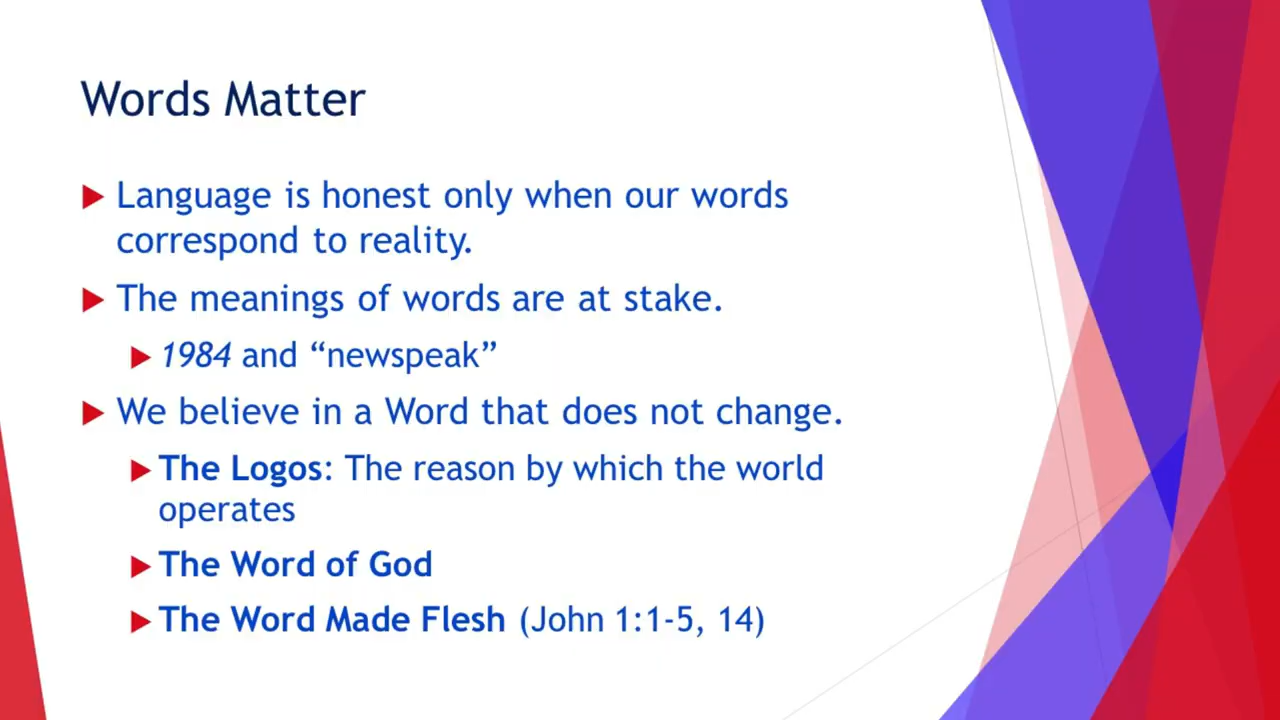 Words Matter
Language is honest only when our words
correspond to reality.
The meanings of words are at stake.
1984 and “newspeak”
We believe in a Word that does not change.
The Logos: The reason by which the world
operates
The Word of God
The Word Made Flesh (John 1:1-5, 14)